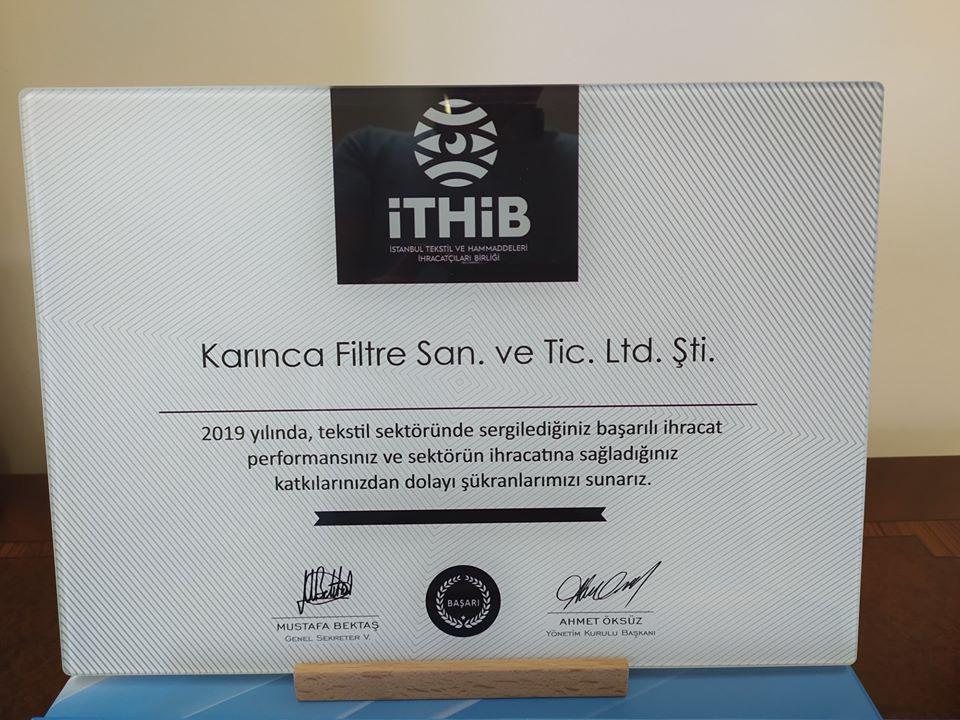 iTHiB
İSTANBUL TEKSTİL VE HAMMADDELERİ
İHRACATÇILARI BİRLİĞİ
Karınca Filtre San. ve Tic. Ltd. Şti.
2019 yılında, tekstil sektöründe sergilediğiniz başarılı ihracat
performansınız ve sektörün ihracatına sağladığınız
katkılarınızdan dolayı şükranlarımızı sunarız.
MUSTAFA BEKTAŞ
GENEL SEKRETER V.
BAŞARI
AHMET ÖKSÜZ
YÖNETİM KURULU BAŞKANI